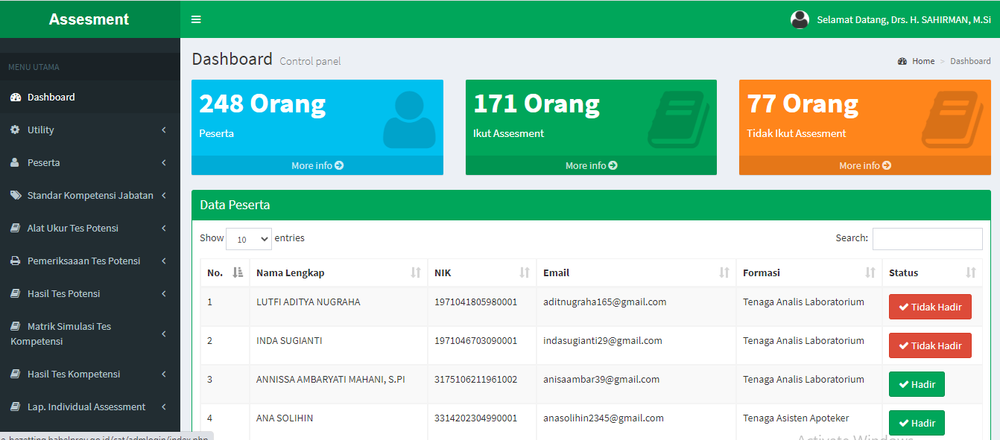 Assesment
Selamat Datang, Drs. H. SAHIRMAN, M.Si
MENU UTAMA
Dashboard
Utility
Peserta
Standar Kompetensi Jabatan
Alat Ukur Tes Potensi
Pemeriksaaan Tes Potensi
Hasil Tes Potensi
Matrik Simulasi Tes
Kompetensi
Hasil Tes Kompetensi
Lap. Individual Assessment
Dashboard Control panel
Home > Dashboard
248 Orang
Peserta
More info
171 Orang
Ikut Assesment
More info
77 Orang
Tidak Ikut Assesment
More info
Data Peserta
Show 10 entries
Search:
No. Nama Lengkap NIK Email Formasi Status
1 LUTFI ADITYA NUGRAHA 1971041805980001 aditnugraha165@gmail.com Tenaga Analis Laboratorium Tidak Hadir
2 INDA SUGIANTI 1971046703090001 indasugianti29@gmail.com Tenaga Analis Laboratorium Tidak Hadir
3 ANNISSA AMBARYATI MAHANI, S.PI 3175106211961002 anisaambar39@gmail.com Tenaga Analis Laboratorium Hadir
4 ANA SOLIHIN 3314202304990001 anasolihin2345@gmail.com Tenaga Asisten Apoteker Hadir
Activate Windows